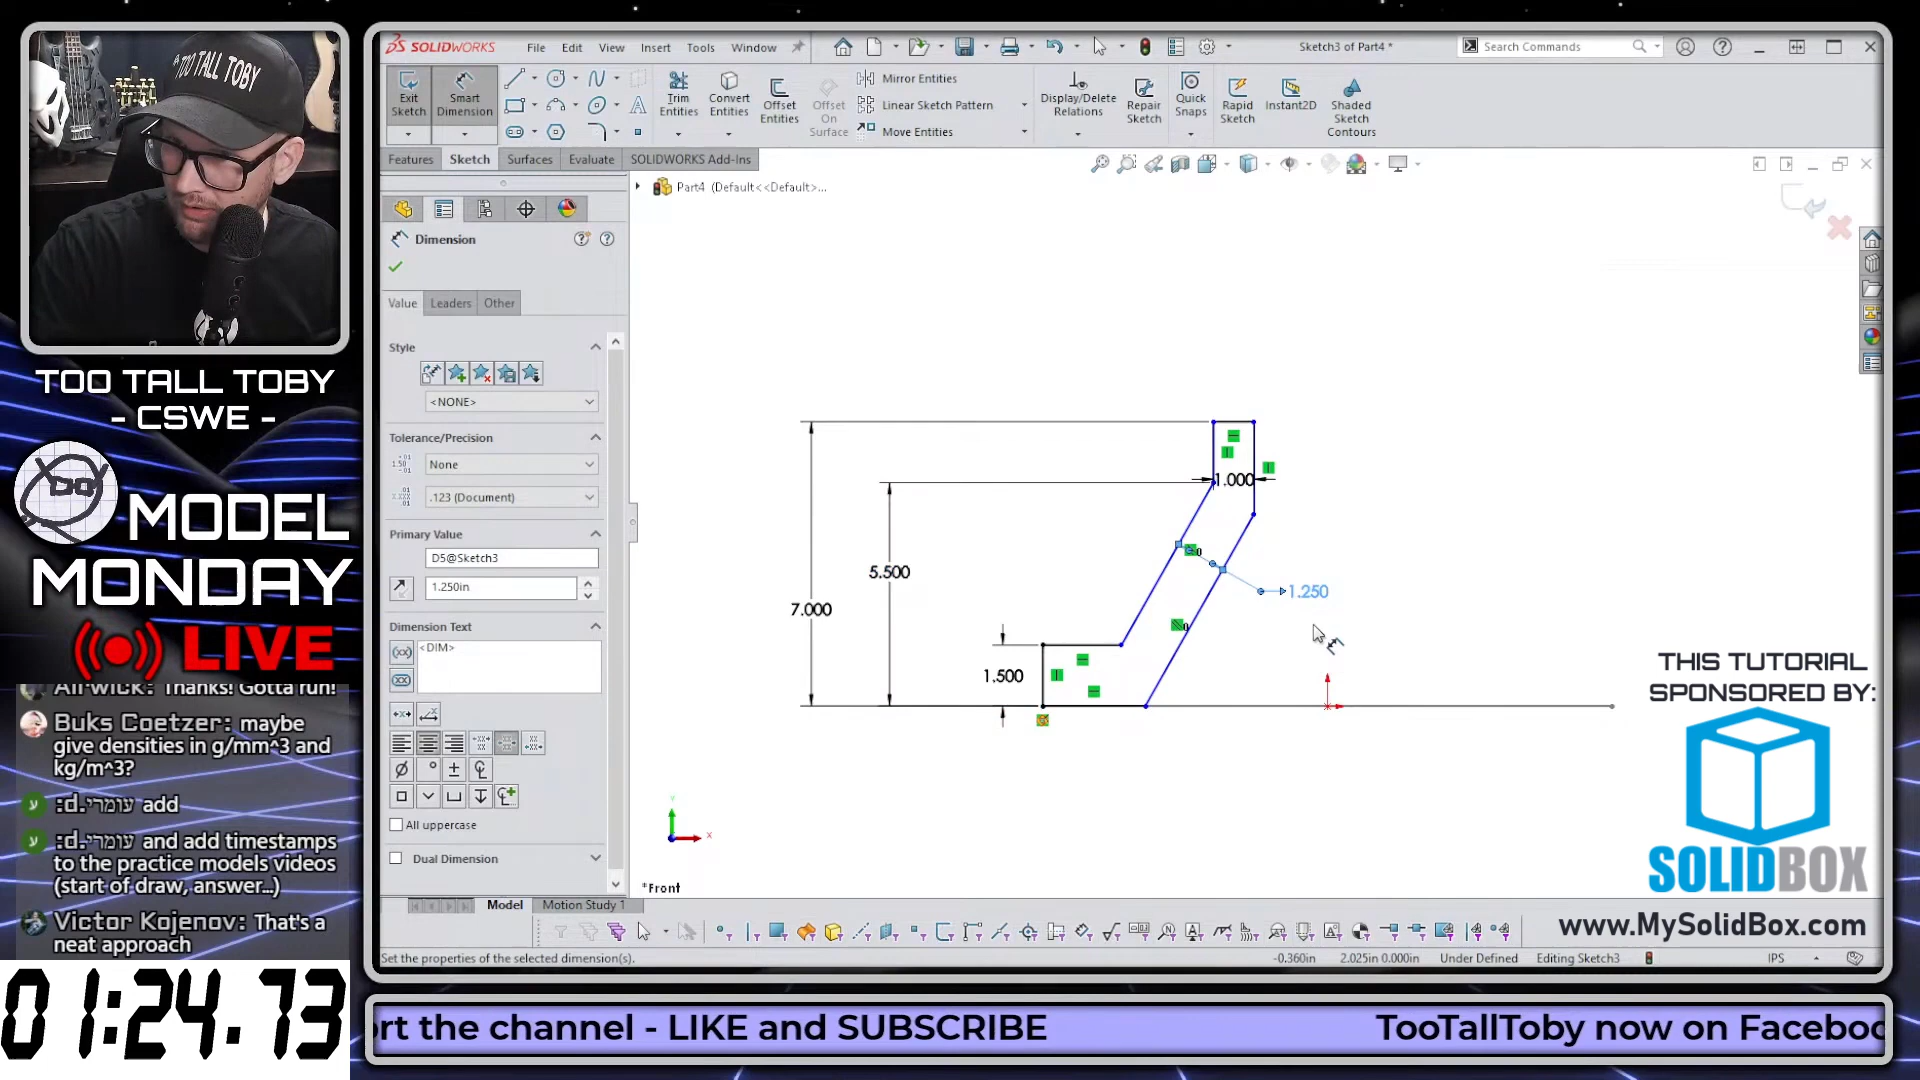 SOLIDWORKS
File
Edit
View
Insert
Tools
Window
Sketch3 of Part4 *
Search Commands
Exit
Sketch
Smart
Dimension
Trim
Entities
Convert
Entities
Offset
Entities
Offset
On
Surface
Mirror Entities
Linear Sketch Pattern
Move Entities
Display/Delete
Relations
Repair
Sketch
Quick
Snaps
Rapid
Sketch
Instant2D
Shaded
Sketch
Contours
Features
Sketch
Surfaces
Evaluate
SOLIDWORKS Add-Ins
Part4 (Default<<Default>...
Dimension
Value
Leaders
Other
Style
<NONE>
Tolerance/Precision
None
.123 (Document)
Primary Value
D5@Sketch3
1.250in
Dimension Text
<DIM>
All uppercase
Dual Dimension
7.000
5.500
1.500
1.000
1.250
Y
X
*Front
Model
Motion Study 1
Set the properties of the selected dimension(s).
-0.360in
2.025in 0.000in
Under Defined
Editing Sketch3
IPS
TOO TALL TOBY
TOO TALL TOBY
- CSWE -
MODEL
MONDAY
LIVE
Airwick: Thanks! Gotta run!
Buks Coetzer: maybe
give densities in g/mm^3 and
kg/m^3?
ע
:d.עומרי add
ע
:d.עומרי and add timestamps
to the practice models videos
(start of draw, answer...)
Victor Kojenov: That's a
neat approach
01:24.73
THIS TUTORIAL
SPONSORED BY:
SOLIDBOX
www.MySolidBox.com
ort the channel - LIKE and SUBSCRIBE
TooTallToby now on Faceboo